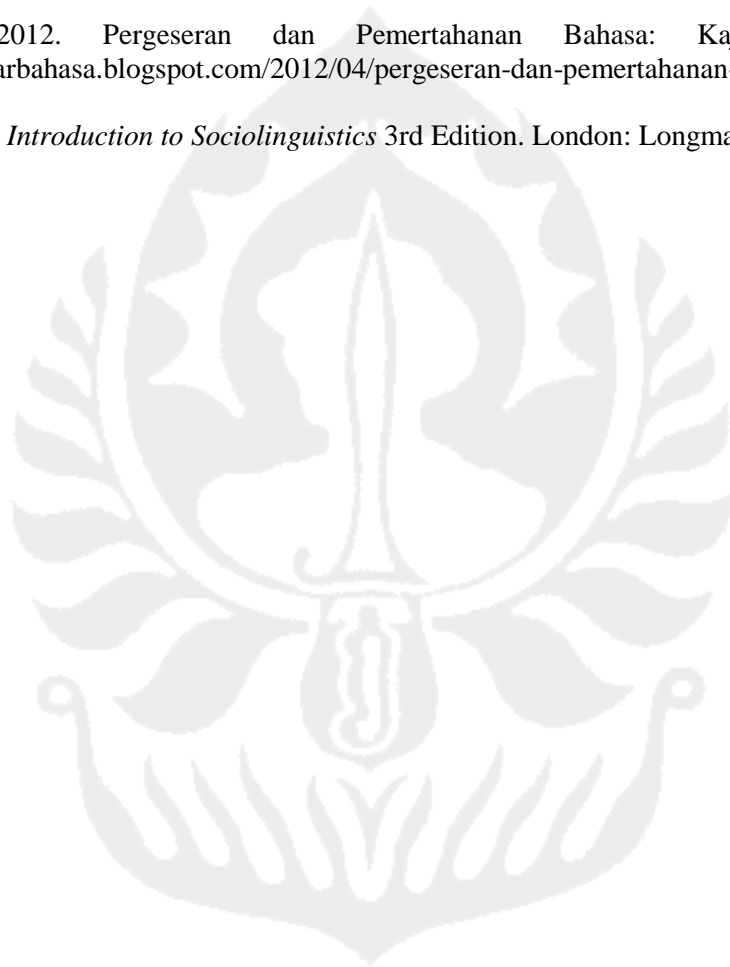 2012. Pergeseran dan Pemertahanan Bahasa: Ka
arbahasa.blogspot.com/2012/04/pergeseran-dan-pemertahanan-
Introduction to Sociolinguistics 3rd Edition. London: Longma